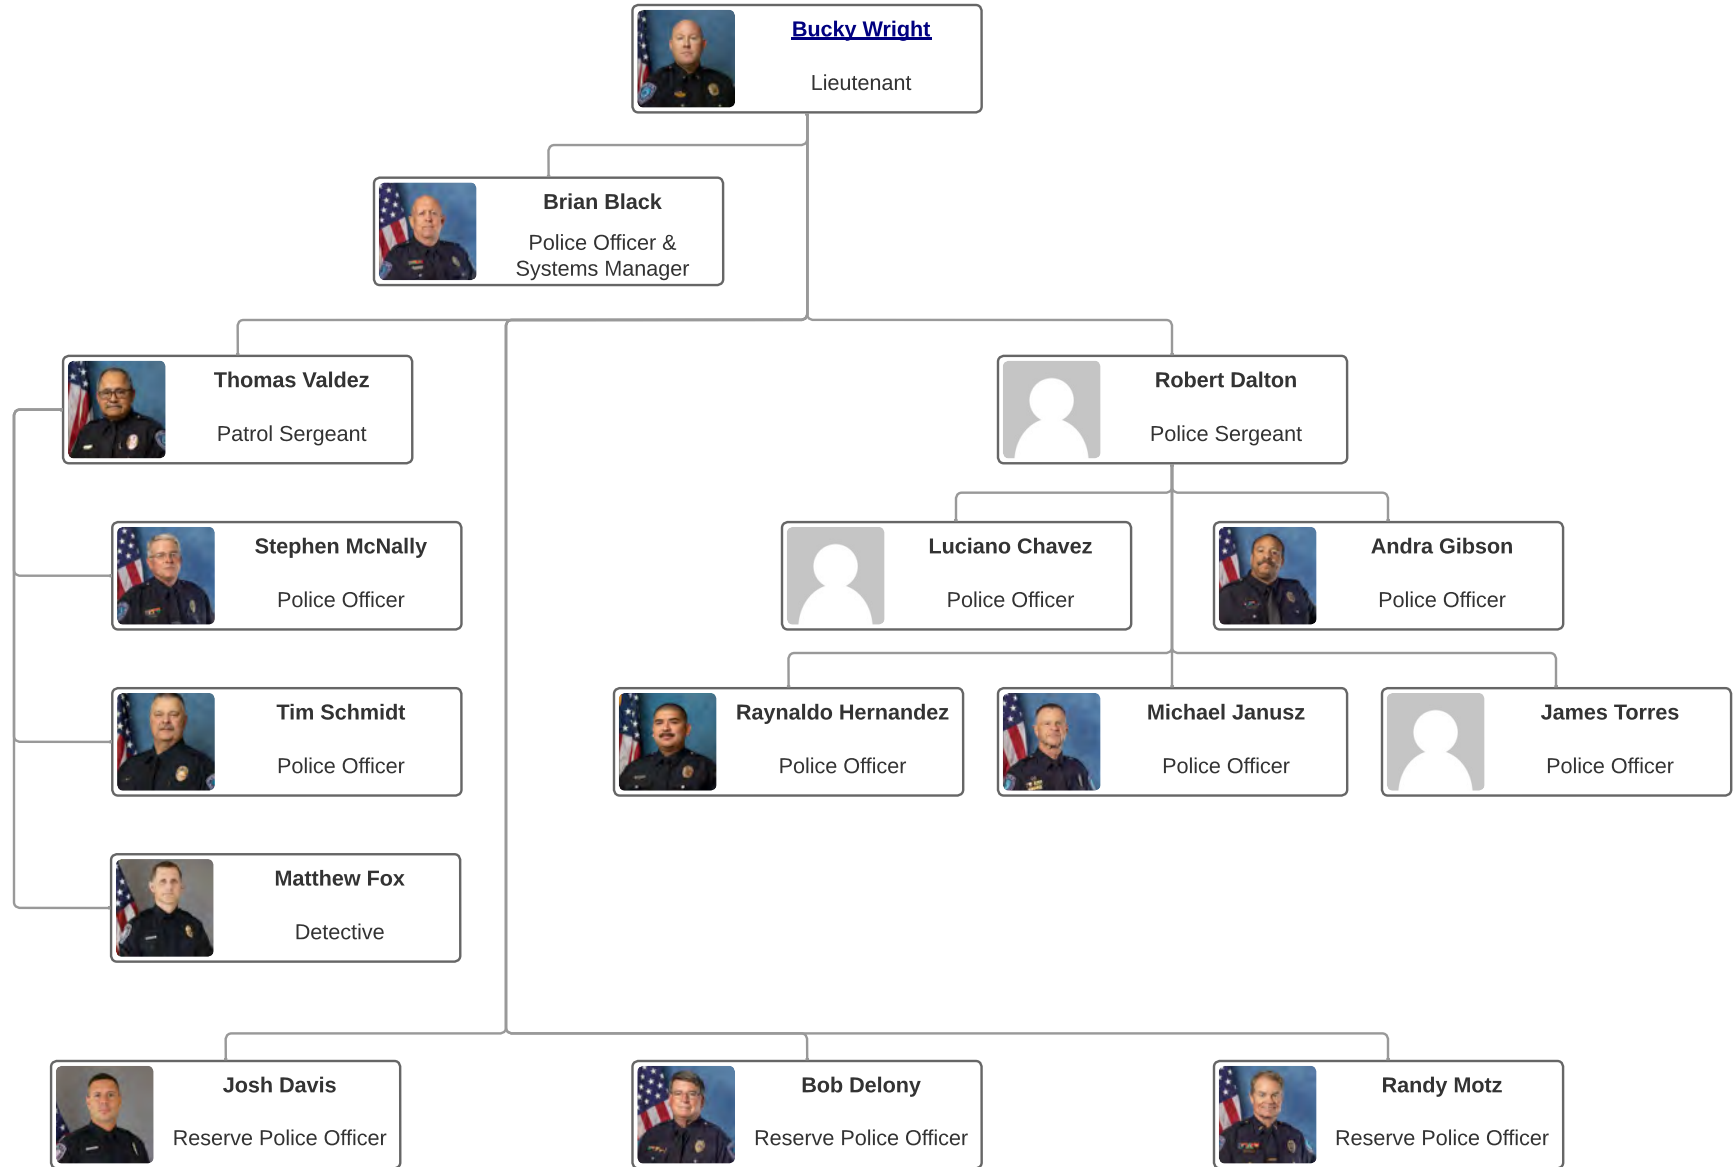 Bucky Wright
Lieutenant
Brian Black
Police Officer &
Systems Manager
Thomas Valdez
Patrol Sergeant
Robert Dalton
Police Sergeant
Stephen McNally
Police Officer
Luciano Chavez
Police Officer
Andra Gibson
Police Officer
Tim Schmidt
Police Officer
Raynaldo Hernandez
Police Officer
Michael Janusz
Police Officer
James Torres
Police Officer
Matthew Fox
Detective
Josh Davis
Reserve Police Officer
Bob Delony
Reserve Police Officer
Randy Motz
Reserve Police Officer